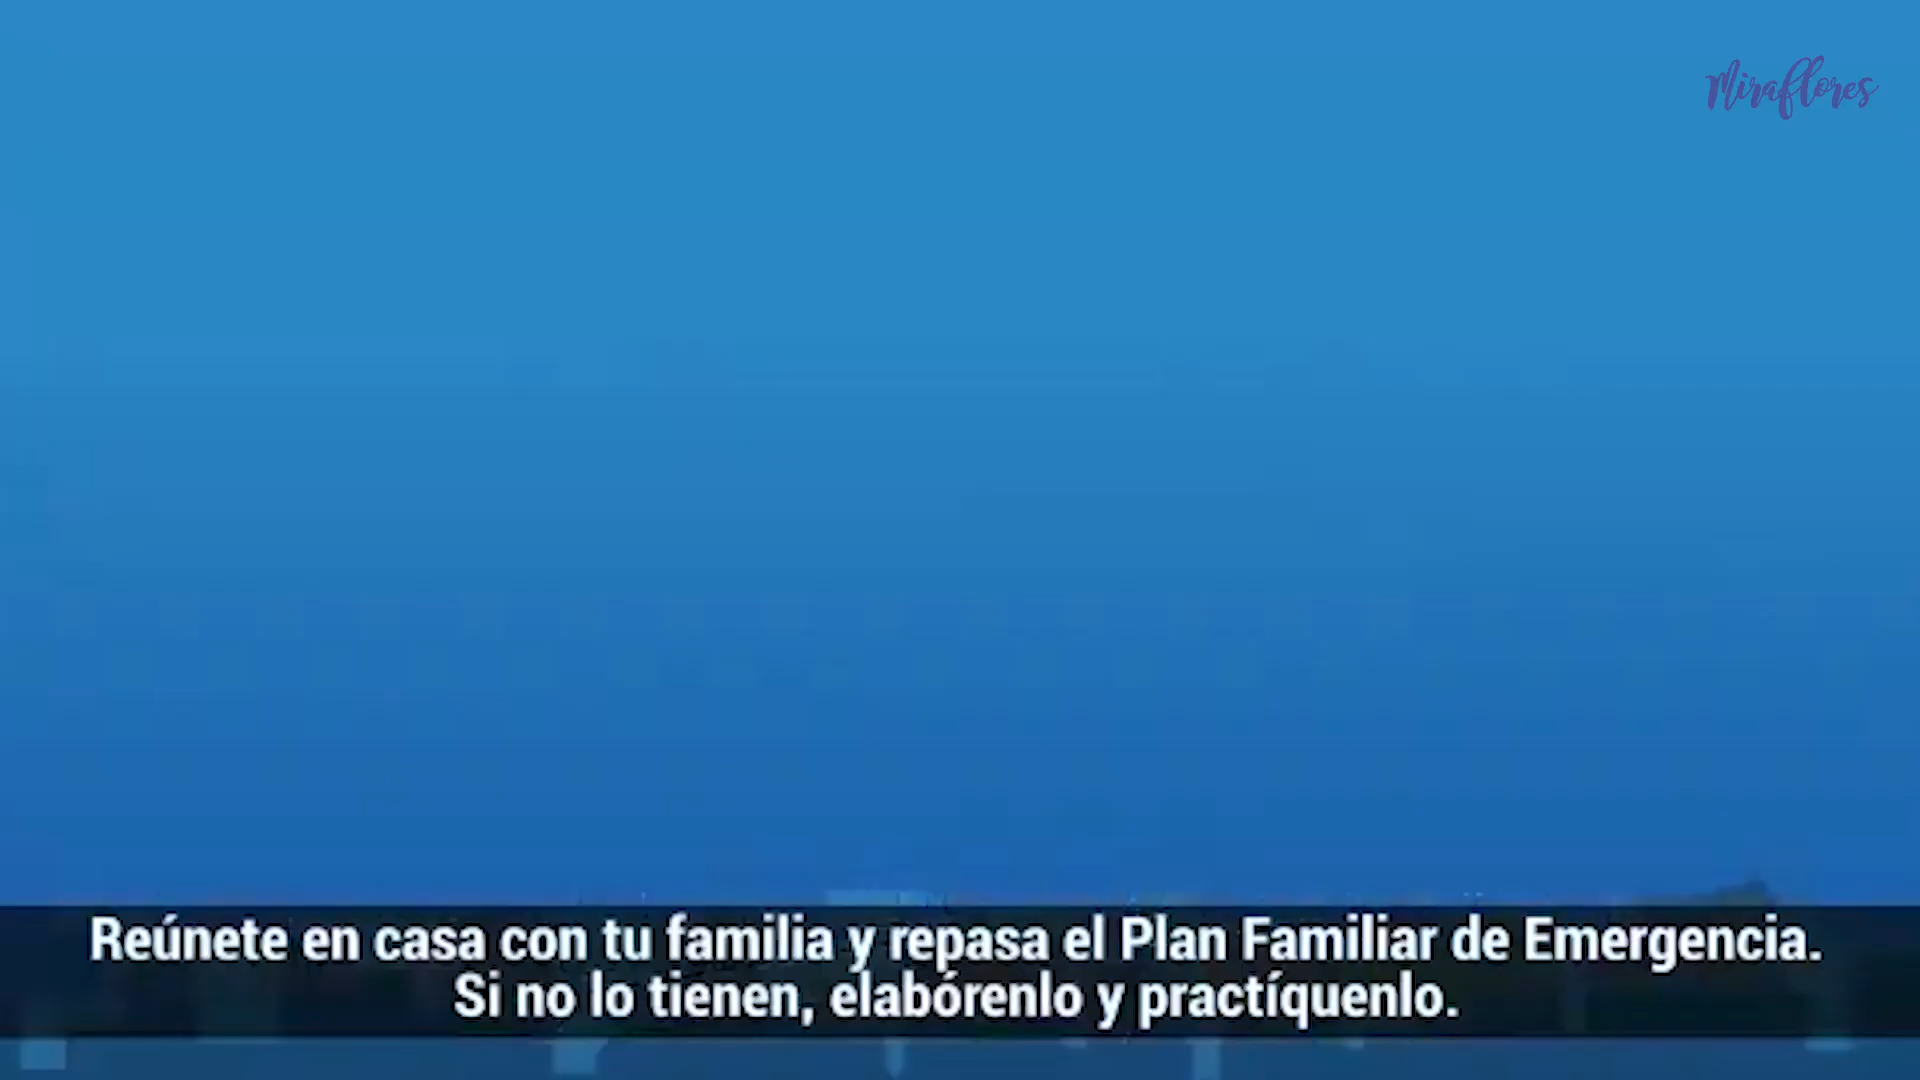 Miraflores
Reúnete en casa con tu familia y repasa el Plan Familiar de Emergencia.
Si no lo tienen, elabórenlo y practíquenlo.